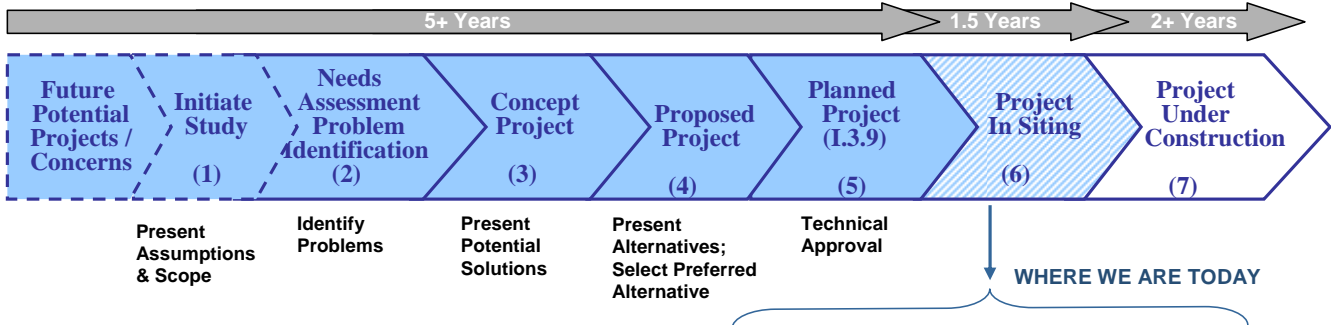 5+ Years
1.5 Years
2+ Years
Future
Potential
Projects /
Concerns
Initiate
Study
(1)
Needs
Assessment
Problem
Identification
(2)
Concept
Project
(3)
Proposed
Project
(4)
Planned
Project
(I.3.9)
(5)
Project
In Siting
(6)
Project
Under
Construction
(7)
Present
Assumptions
& Scope
Identify
Problems
Present
Potential
Solutions
Present
Alternatives;
Select Preferred
Alternative
Technical
Approval
WHERE WE ARE TODAY